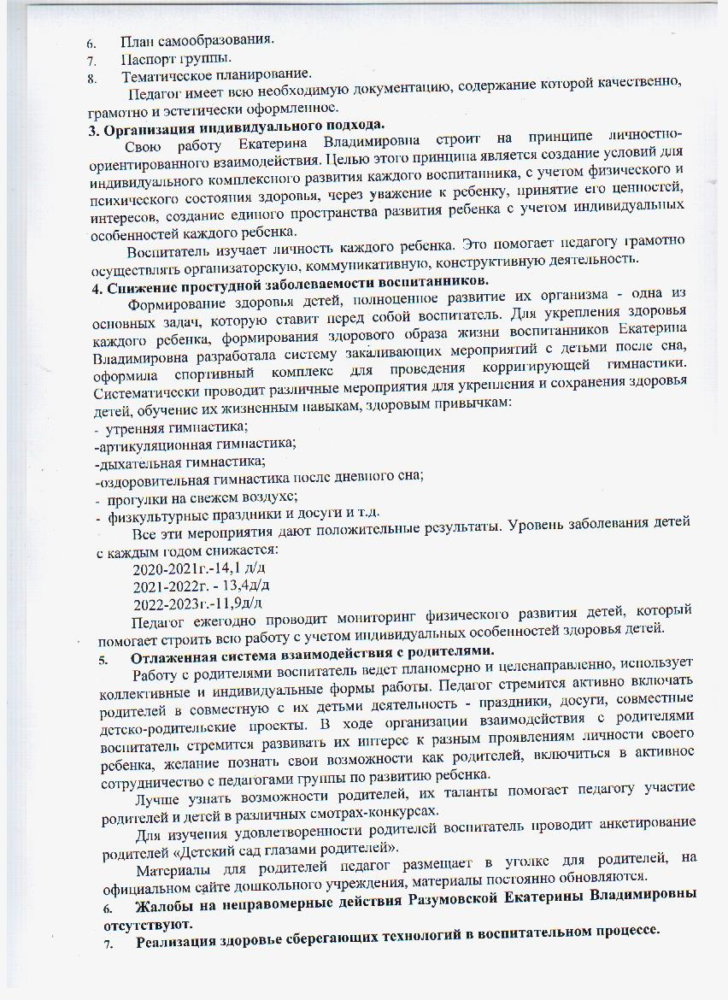 6. План самообразования.
7. Паспорт группы.
8. Тематическое планирование.
Педагог имеет всю необходимую документацию, содержание которой качественно,
грамотно и эстетически оформленное.
3. Организация индивидуального подхода.
Свою работу Екатерина Владимировна строит на принципе личностно-
ориентированного взаимодействия. Целью этого принципа является создание условий для
индивидуального комплексного развития каждого воспитанника, с учетом физического и
психического состояния здоровья, через уважение к ребенку, принятие его ценностей,
интересов, создание единого пространства развития ребенка с учетом индивидуальных
особенностей каждого ребенка.
Воспитатель изучает личность каждого ребенка. Это помогает педагогу грамотно
осуществлять организаторскую, коммуникативную, конструктивную деятельность.
4. Снижение простудной заболеваемости воспитанников.
Формирование здоровья детей, полноценное развитие их организма - одна из
основных задач, которую ставит перед собой воспитатель. Для укрепления здоровья
каждого ребенка, формирования здорового образа жизни воспитанников Екатерина
Владимировна разработала систему закаливающих мероприятий с детьми после сна,
оформила спортивный комплекс для проведения корригирующей гимнастики.
Систематически проводит различные мероприятия для укрепления и сохранения здоровья
детей, обучение их жизненным навыкам, здоровым привычкам:
- утренняя гимнастика;
-артикуляционная гимнастика;
-дыхательная гимнастика;
-оздоровительная гимнастика после дневного сна;
- прогулки на свежем воздухе;
- физкультурные праздники и досуги и т.д.
Все эти мероприятия дают положительные результаты. Уровень заболевания детей
с каждым годом снижается:
2020-2021г.-14,1 д/д
2021-2022г. - 13,4д/д
2022-2023г.-11,9д/д
Педагог ежегодно проводит мониторинг физического развития детей, который
помогает строить всю работу с учетом индивидуальных особенностей здоровья детей.
5. Отлаженная система взаимодействия с родителями.
Работу с родителями воспитатель ведет планомерно и целенаправленно, использует
коллективные и индивидуальные формы работы. Педагог стремится активно включать
родителей в совместную с их детьми деятельность - праздники, досуги, совместные
детско-родительские проекты. В ходе организации взаимодействия с родителями
воспитатель стремится развивать их интерес к разным проявлениям личности своего
ребенка, желание познать свои возможности как родителей, включиться в активное
сотрудничество с педагогами группы по развитию ребенка.
Лучше узнать возможности родителей, их таланты помогает педагогу участие
родителей и детей в различных смотрах-конкурсах.
Для изучения удовлетворенности родителей воспитатель проводит анкетирование
родителей «Детский сад глазами родителей».
Материалы для родителей педагог размещает в уголке для родителей, на
официальном сайте дошкольного учреждения, материалы постоянно обновляются.
6. Жалобы на неправомерные действия Разумовской Екатерины Владимировны
отсутствуют.
7. Реализация здоровье сберегающих технологий в воспитательном процессе.